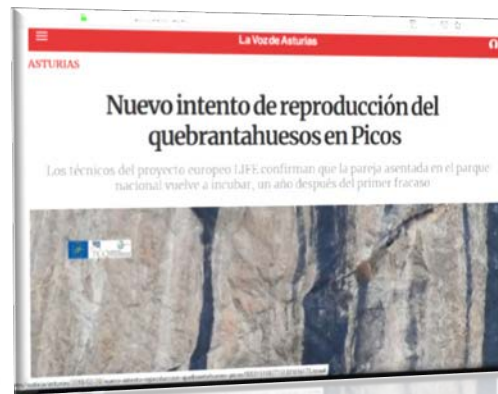 La Voz de Asturias
ASTURIAS
Nuevo intento de reproducción del
quebrantahuesos en Picos
Los técnicos del proyecto europeo LIFE confirman que la pareja asentada en el parque
nacional vuelve a incubar, un año después del primer fracaso